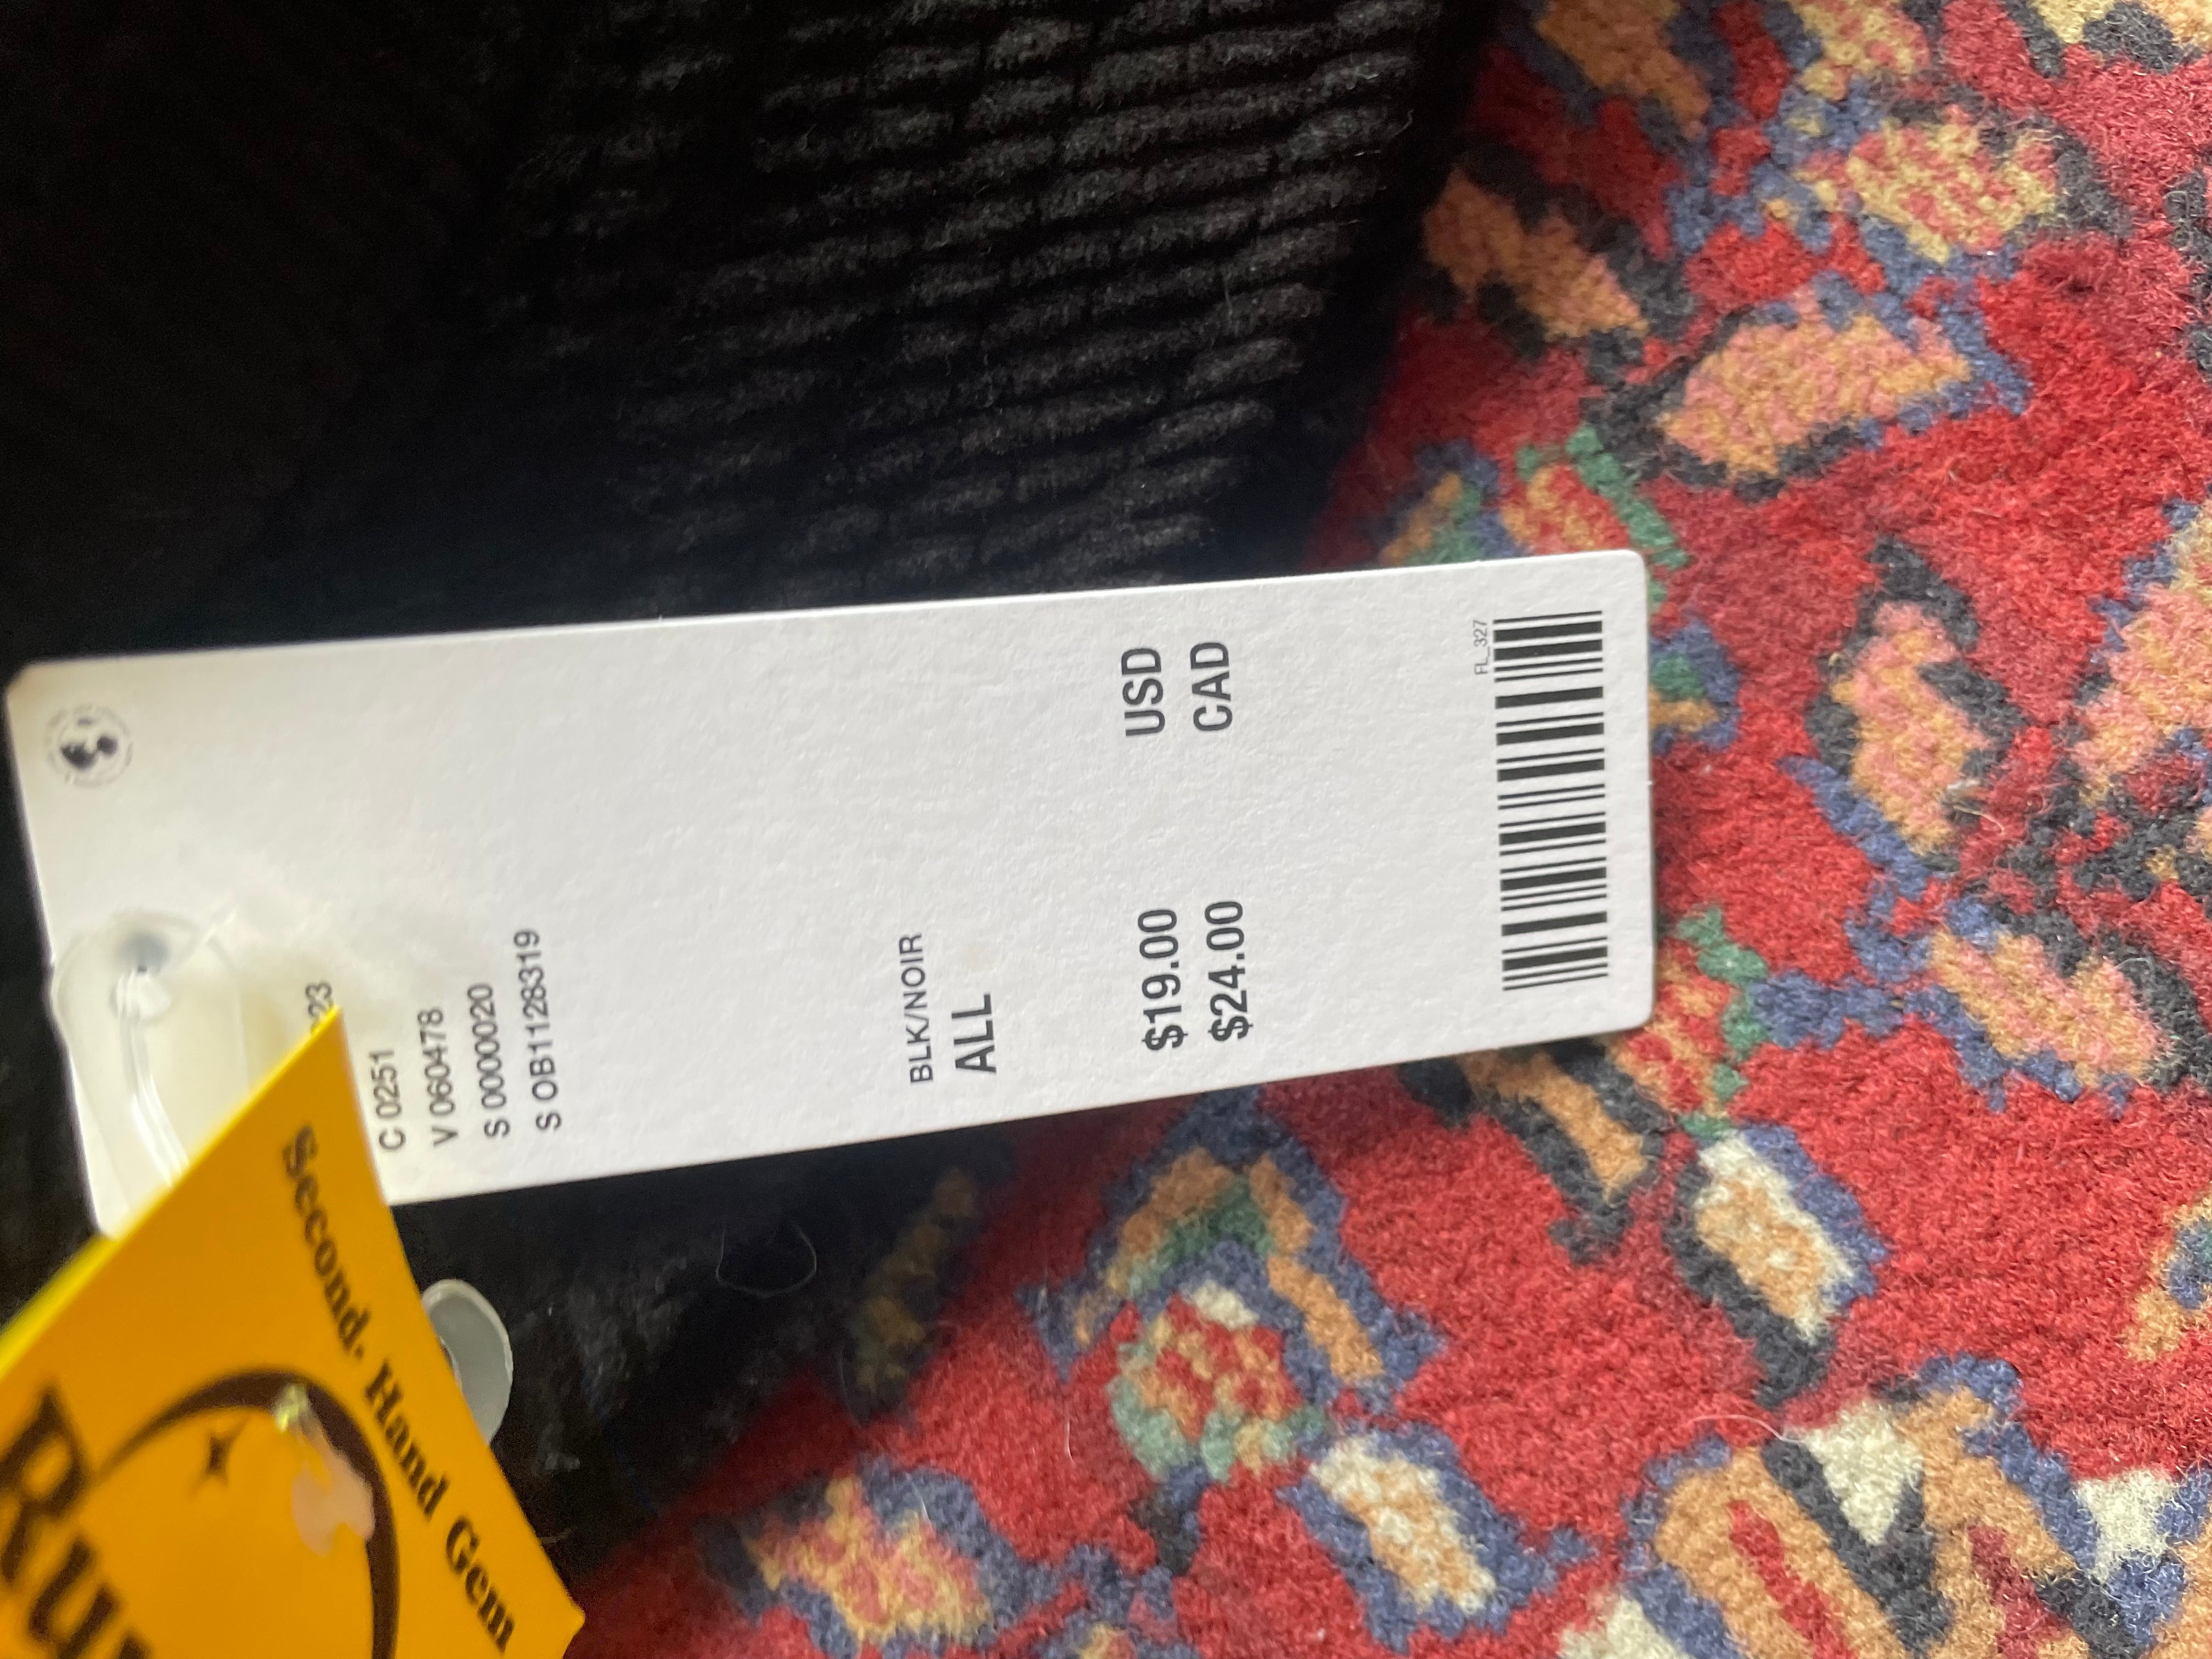 C 0251
V 060478
S 00000020
S OB11283319
BLK/NOIR
ALL
$19.00 USD
$24.00 CAD
FL_327
Second. Hand Gem